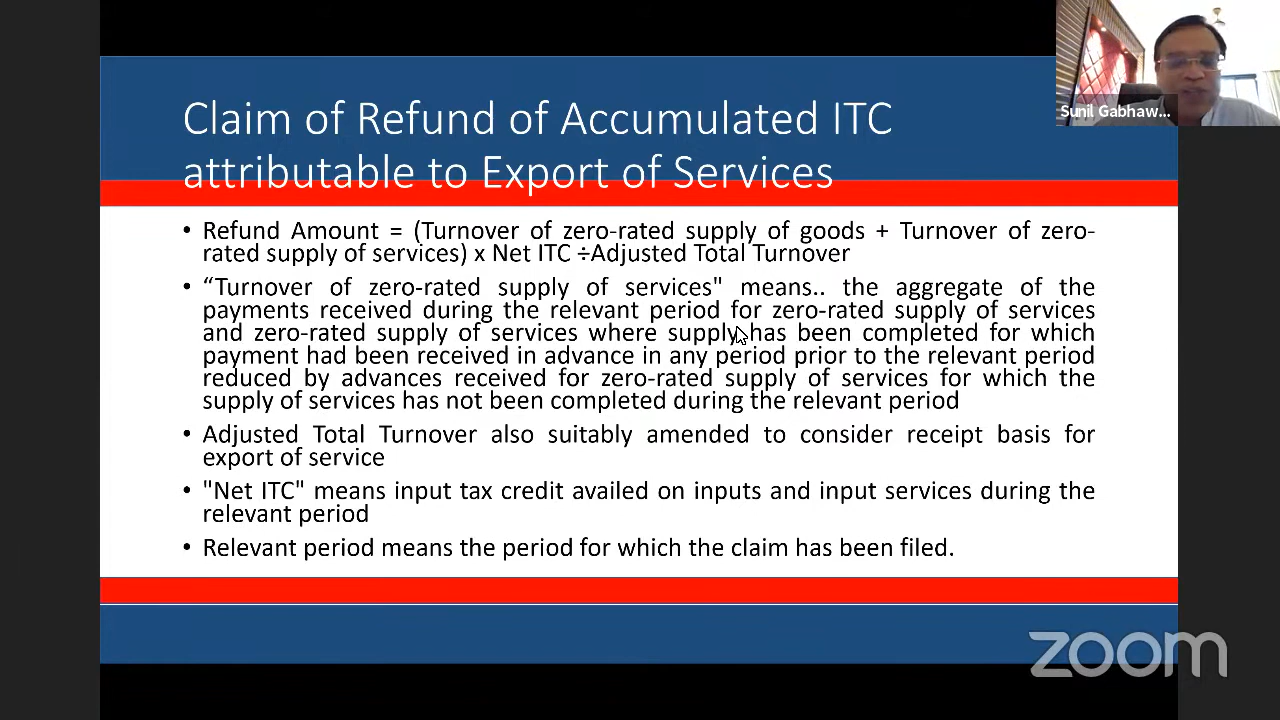 Sunil Gabhaw...
Claim of Refund of Accumulated ITC
attributable to Export of Services
• Refund Amount = (Turnover of zero-rated supply of goods + Turnover of zero-
rated supply of services) x Net ITC ÷Adjusted Total Turnover
• “Turnover of zero-rated supply of services" means.. the aggregate of the
payments received during the relevant period for zero-rated supply of services
and zero-rated supply of services where supply has been completed for which
payment had been received in advance in any period prior to the relevant period
reduced by advances received for zero-rated supply of services for which the
supply of services has not been completed during the relevant period
• Adjusted Total Turnover also suitably amended to consider receipt basis for
export of service
• "Net ITC" means input tax credit availed on inputs and input services during the
relevant period
• Relevant period means the period for which the claim has been filed.
zoom